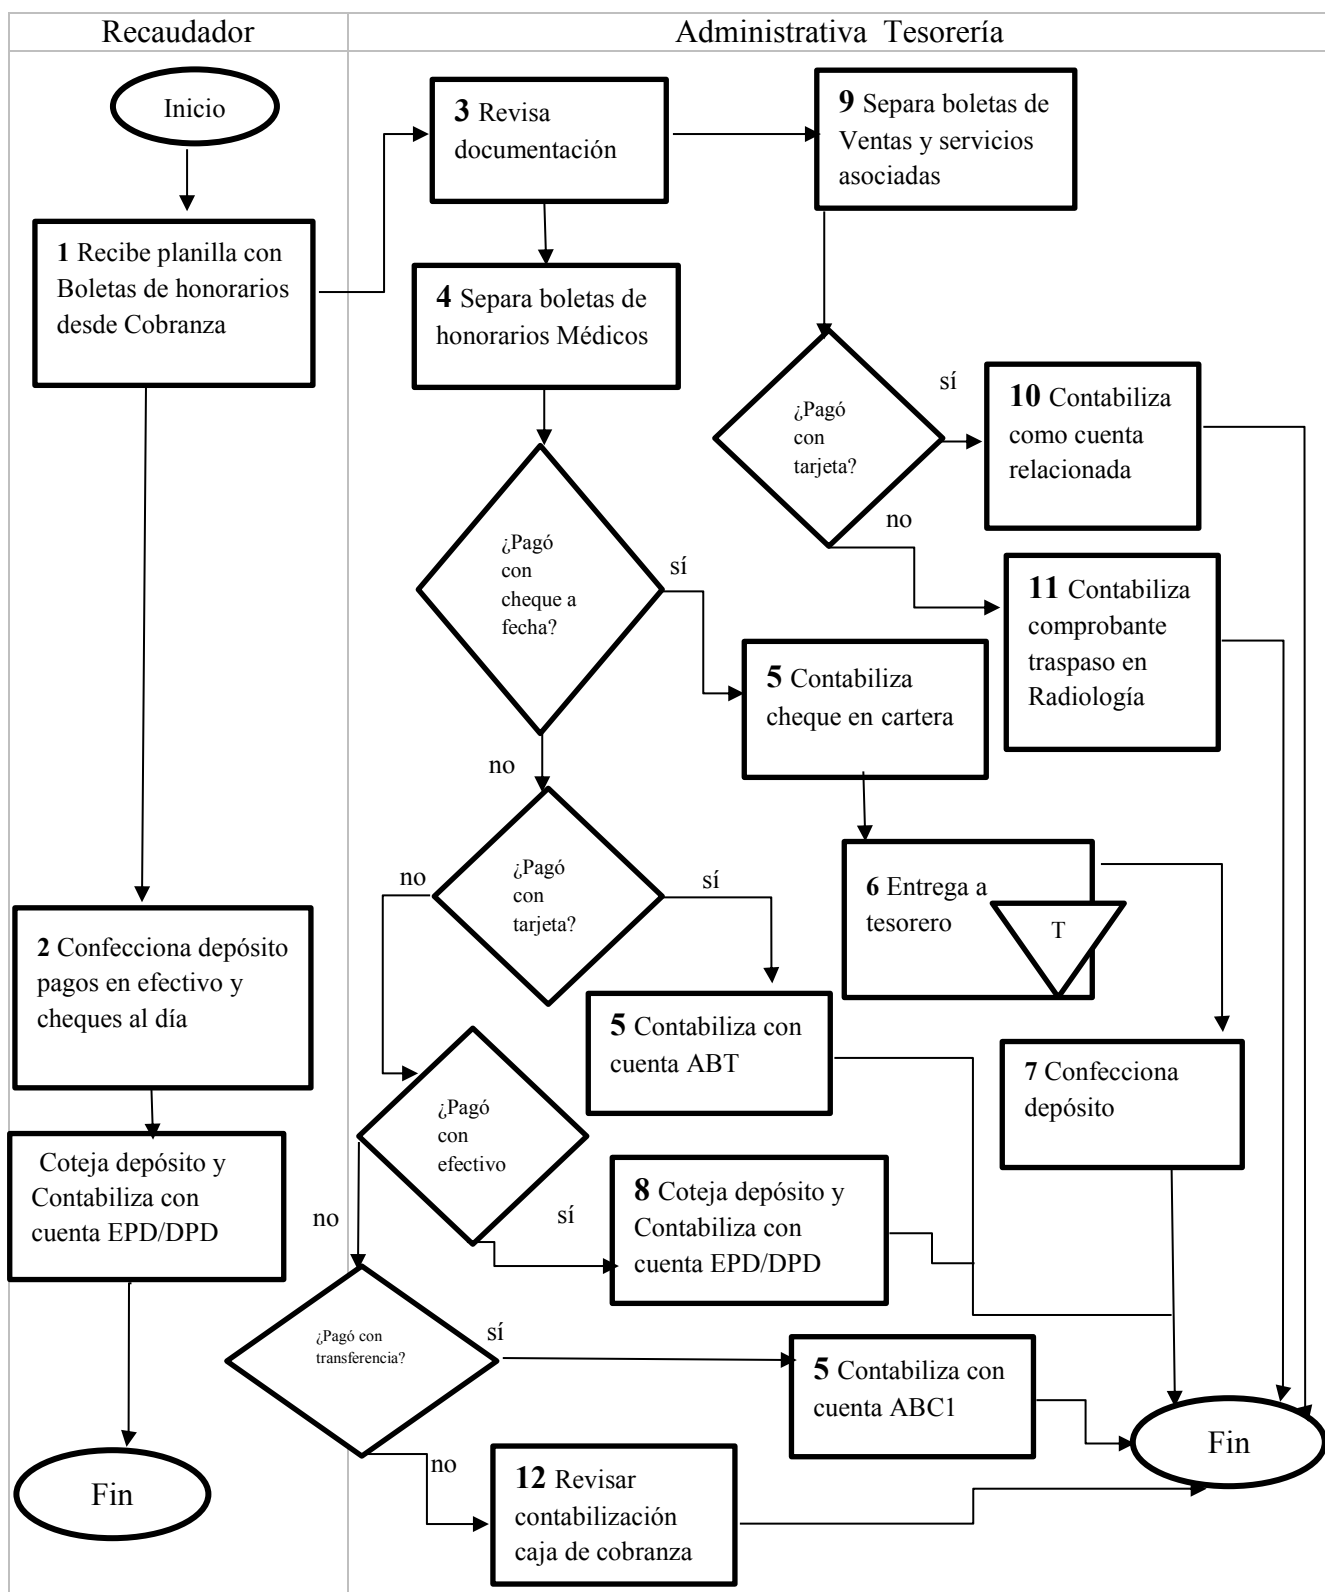 Recaudador
Administrativa  Tesorería
Inicio
1 Recibe planilla con
Boletas de honorarios
desde Cobranza
2 Confecciona depósito
pagos en efectivo y
cheques al día
Coteja depósito y
Contabiliza con
cuenta EPD/DPD
Fin
3 Revisa
documentación
4 Separa boletas de
honorarios Médicos
¿Pagó
con
cheque a
fecha?
sí
no
5 Contabiliza
cheque en cartera
6 Entrega a
tesorero
T
7 Confecciona
depósito
¿Pagó
con
tarjeta?
no
sí
5 Contabiliza con
cuenta ABT
¿Pagó
con
efectivo
no
sí
8 Coteja depósito y
Contabiliza con
cuenta EPD/DPD
¿Pagó con
transferencia?
sí
no
5 Contabiliza con
cuenta ABC1
12 Revisar
contabilización
caja de cobranza
9 Separa boletas de
Ventas y servicios
asociadas
¿Pagó
con
tarjeta?
sí
no
10 Contabiliza
como cuenta
relacionada
11 Contabiliza
comprobante
traspaso en
Radiología
Fin